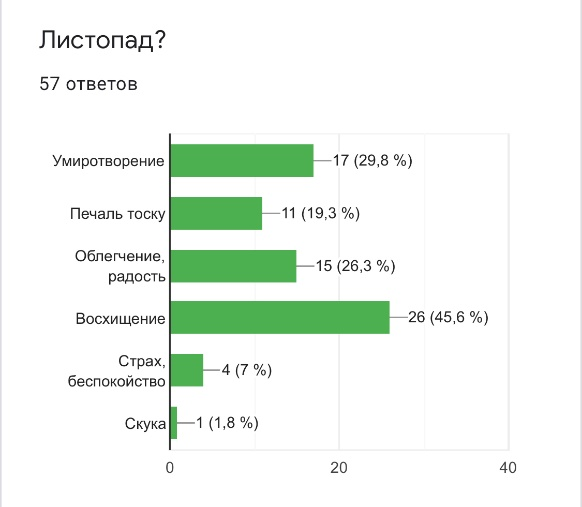 Листопад?
57 ответов
Умиротворение
17 (29,8 %)
Печаль тоску
11 (19,3 %)
Облегчение,
радость
15 (26,3 %)
Восхищение
26 (45,6 %)
Страх,
беспокойство
4 (7 %)
Скука
1 (1,8 %)
0 20 40